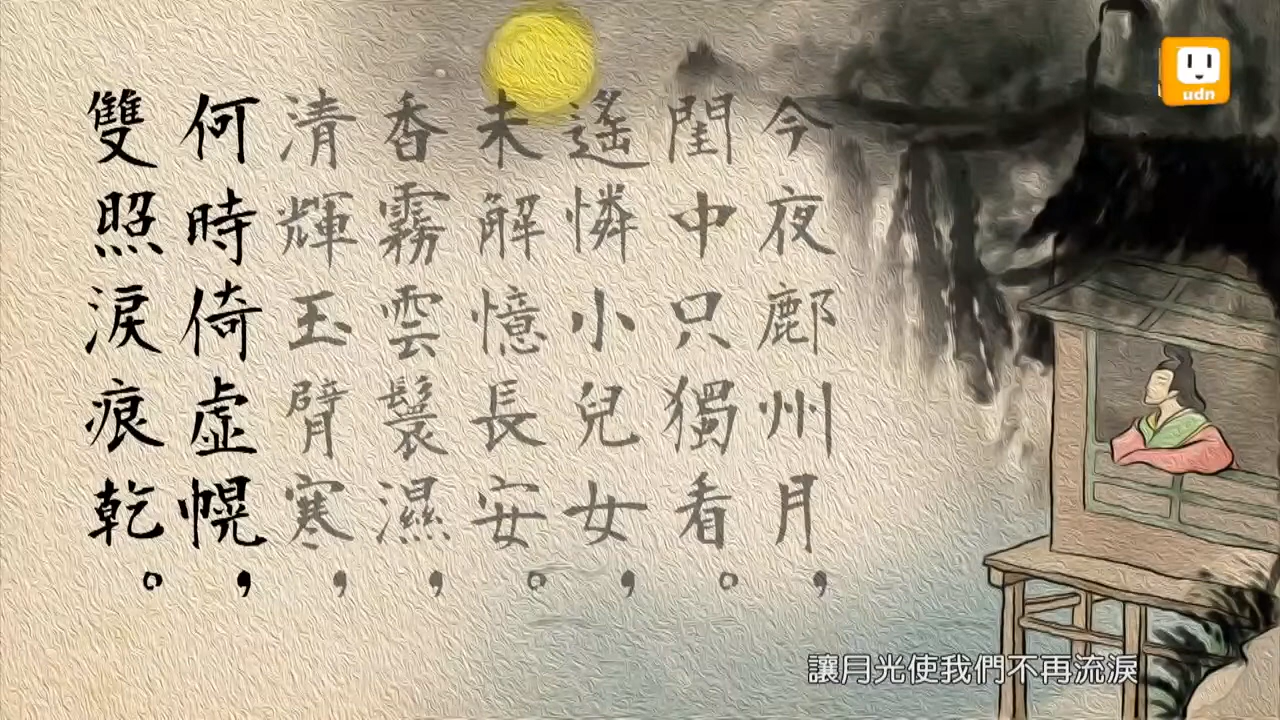 今夜鄜州月，
閨中只獨看。
遙憐小兒女，
未解憶長安。
香霧雲鬟濕，
清輝玉臂寒，
何時倚虛幌，
雙照淚痕乾。
udn
讓月光使我們不再流淚